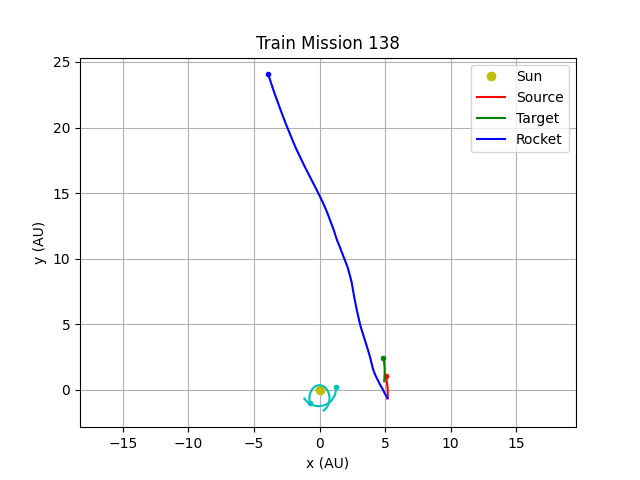 Train Mission 138
25
20
15
10
5
0
y (AU)
−15
−10
−5
0
5
10
15
x (AU)
Sun
Source
Target
Rocket